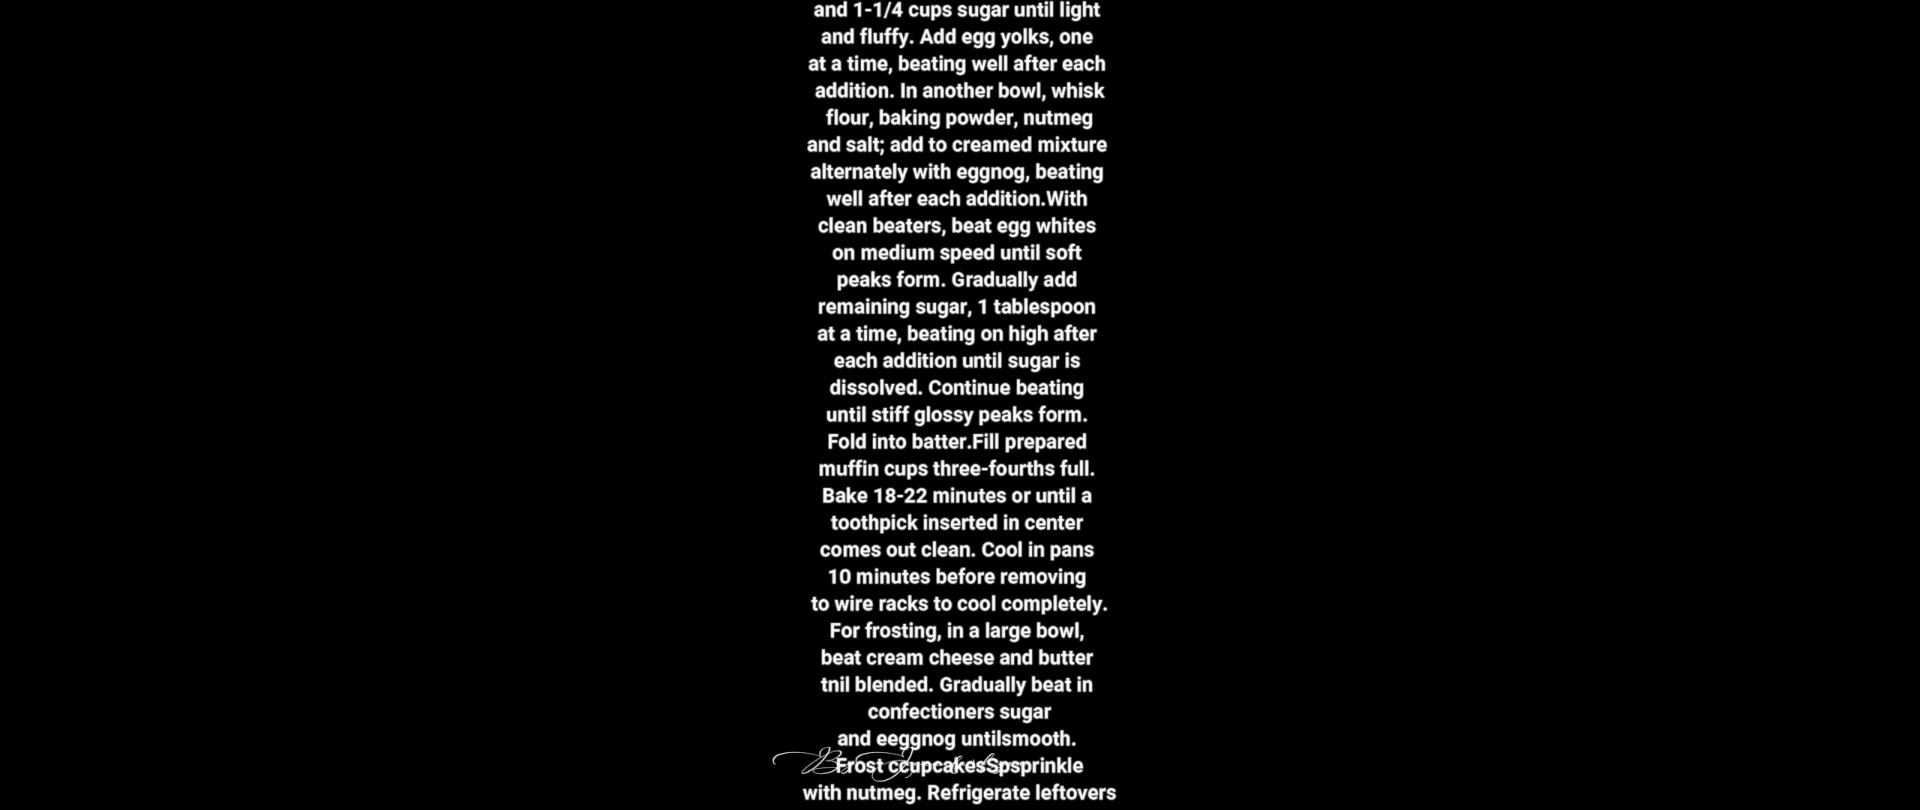 and 1-1/4 cups sugar until light
and fluffy. Add egg yolks, one
at a time, beating well after each
addition. In another bowl, whisk
flour, baking powder, nutmeg
and salt; add to creamed mixture
alternately with eggnog, beating
well after each addition.With
clean beaters, beat egg whites
on medium speed until soft
peaks form. Gradually add
remaining sugar, 1 tablespoon
at a time, beating on high after
each addition until sugar is
dissolved. Continue beating
until stiff glossy peaks form.
Fold into batter.Fill prepared
muffin cups three-fourths full.
Bake 18-22 minutes or until a
toothpick inserted in center
comes out clean. Cool in pans
10 minutes before removing
to wire racks to cool completely.
For frosting, in a large bowl,
beat cream cheese and butter
tnil blended. Gradually beat in
confectioners sugar
and eeggnog untilsmooth.
Frost ccupcakesSpsprinkle
with nutmeg. Refrigerate leftovers